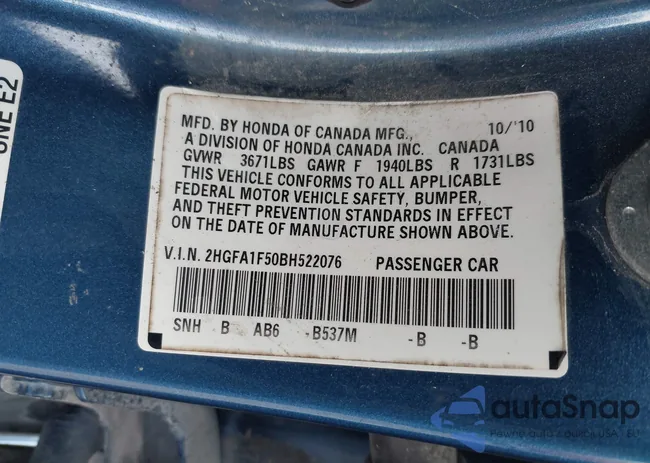 ONE E2
MFD. BY HONDA OF CANADA MFG., 10/'10
A DIVISION OF HONDA CANADA INC. CANADA
GVWR 3671LBS GAWR F 1940LBS R 1731LBS
THIS VEHICLE CONFORMS TO ALL APPLICABLE
FEDERAL MOTOR VEHICLE SAFETY, BUMPER,
AND THEFT PREVENTION STANDARDS IN EFFECT
ON THE DATE OF MANUFACTURE SHOWN ABOVE.
V.I.N. 2HGFA1F50BH522076 PASSENGER CAR
SNH B AB6 -B537M -B -B
autoSnap